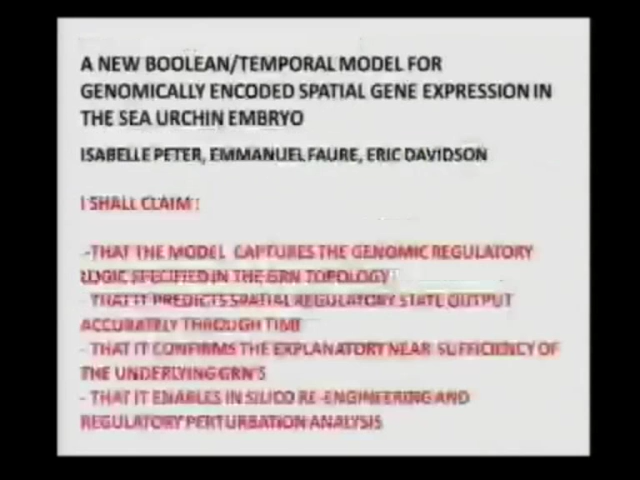 A NEW BOOLEAN/TEMPORAL MODEL FOR
GENOMICALLY ENCODED SPATIAL GENE EXPRESSION IN
THE SEA URCHIN EMBRYO
ISABELLE PETER, EMMANUEL FAURE, ERIC DAVIDSON
I SHALL CLAIM :
-THAT THE MODEL CAPTURES THE GENOMIC REGULATORY
LOGIC SPECIFIED IN THE GRN TOPOLOGY
- THAT IT PREDICTS SPATIAL REGULATORY STATE OUTPUT
ACCURATELY THROUGH TIME
- THAT IT CONFIRMS THE EXPLANATORY NEAR SUFFICIENCY OF
THE UNDERLYING GRN'S
- THAT IT ENABLES IN SILICO RE-ENGINEERING AND
REGULATORY PERTURBATION ANALYSIS